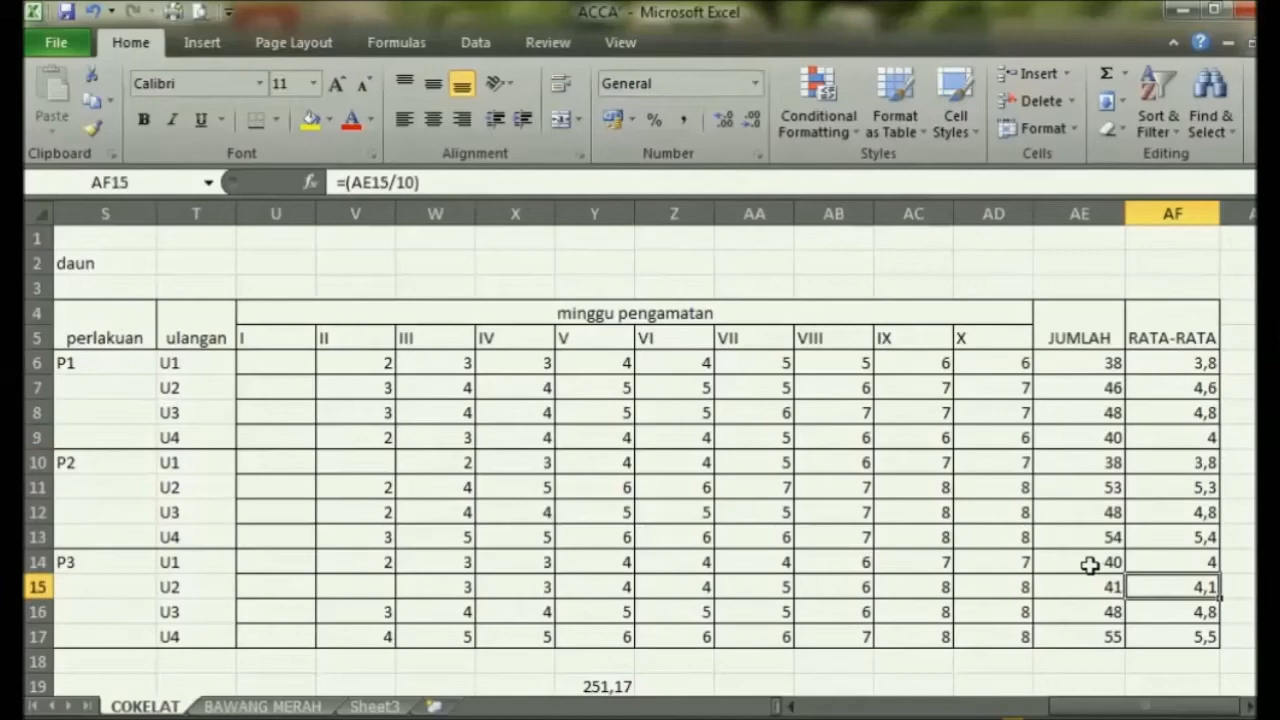 ACCA' - Microsoft Excel
File Home Insert Page Layout Formulas Data Review View
Paste
Calibri 11
B I U A
General
% ,
Conditional Formatting
Format as Table
Cell Styles
Insert
Delete
Format
Σ
Sort & Filter
Find & Select
Clipboard Font Alignment Number Styles Cells Editing
AF15 fx =(AE15/10)
S T U V W X Y Z AA AB AC AD AE AF
1
2 daun
3
4 minggu pengamatan
5 perlakuan ulangan I II III IV V VI VII VIII IX X JUMLAH RATA-RATA
6 P1 U1 2 3 3 4 4 5 5 6 6 38 3,8
7 U2 3 4 4 5 5 5 6 7 7 46 4,6
8 U3 3 4 4 5 5 6 7 7 7 48 4,8
9 U4 2 3 4 4 4 5 6 6 6 40 4
10 P2 U1 2 3 4 4 5 6 7 7 38 3,8
11 U2 2 4 5 6 6 7 7 8 8 53 5,3
12 U3 2 4 4 5 5 5 7 8 8 48 4,8
13 U4 3 5 5 6 6 6 7 8 8 54 5,4
14 P3 U1 2 3 3 4 4 4 6 7 7 40 4
15 U2 3 3 4 4 5 6 8 8 41 4,1
16 U3 3 4 4 5 5 5 6 8 8 48 4,8
17 U4 4 5 5 6 6 6 7 8 8 55 5,5
18
19 251,17
COKELAT BAWANG MERAH Sheet3